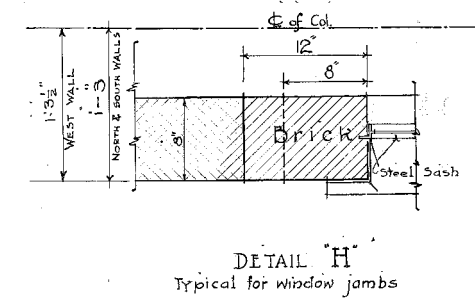 ₵ of Col.
12"
8"
1'-3½"
WEST WALL
1'-3
NORTH & SOUTH WALLS
8"
Brick
Steel Sash
DETAIL "H"
Typical for window jambs